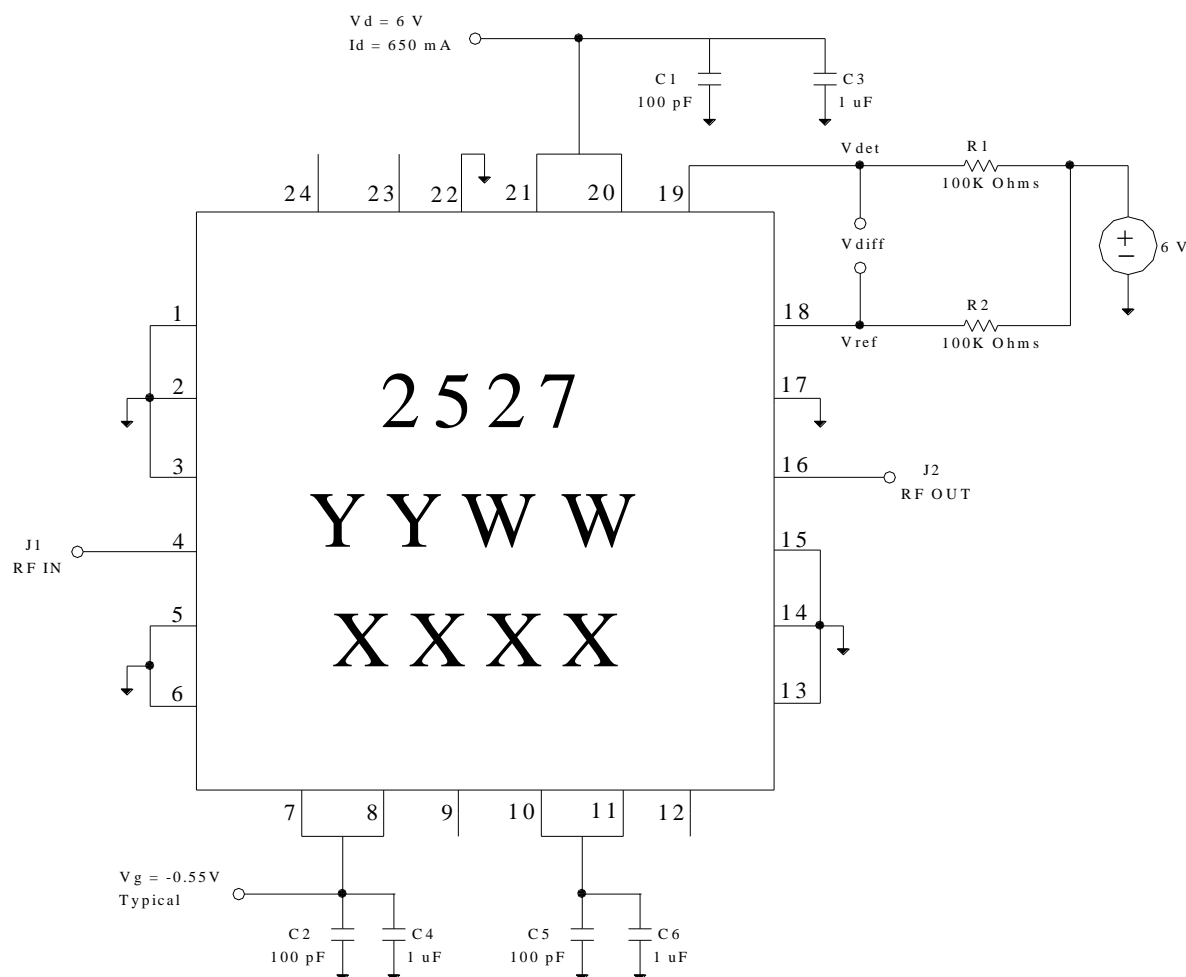 Vd = 6 V
Id = 650 mA
C1
100 pF
C3
1 uF
Vdet
R1
100K Ohms
24
23
22
21
20
19
Vdiff
6 V
R2
100K Ohms
Vref
1
2
3
4
5
6
18
17
16
15
14
13
2527
YYWW
XXXX
J1
RF IN
J2
RF OUT
7
8
9
10
11
12
Vg = -0.55V
Typical
C2
100 pF
C4
1 uF
C5
100 pF
C6
1 uF